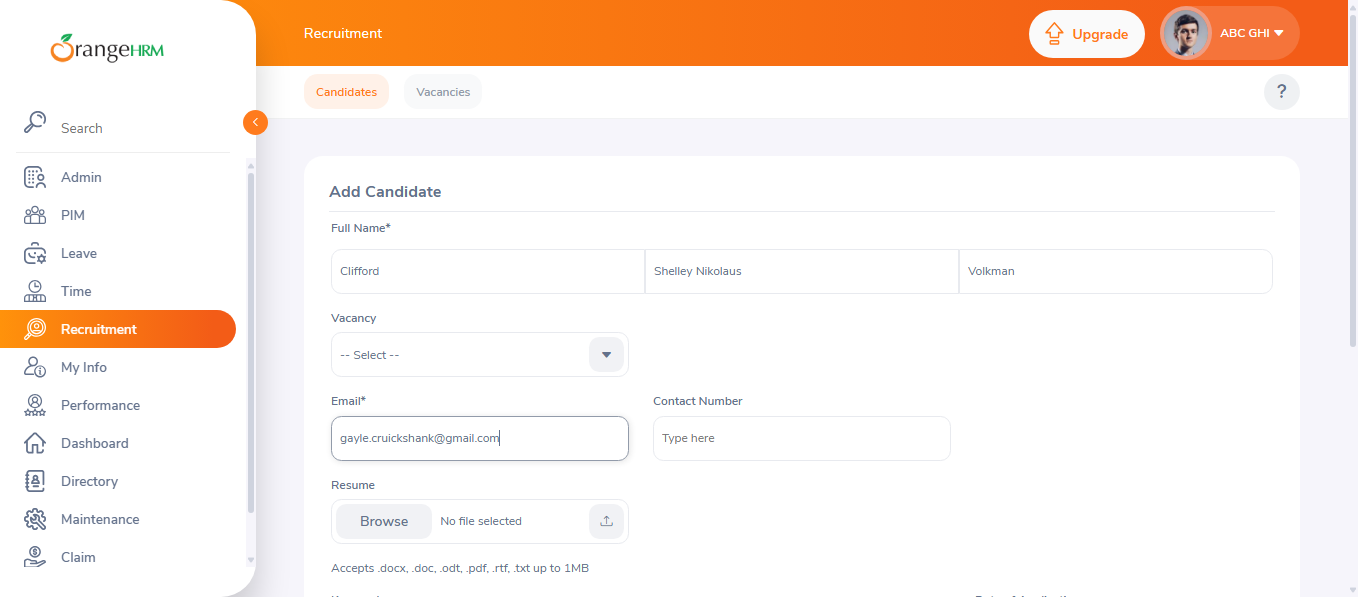 OrangeHRM
Recruitment
Upgrade
ABC GHI
Candidates
Vacancies
?
Search
Admin
PIM
Leave
Time
Recruitment
My Info
Performance
Dashboard
Directory
Maintenance
Claim
Add Candidate
Full Name*
Clifford
Shelley Nikolaus
Volkman
Vacancy
-- Select --
Email*
Contact Number
gayle.cruickshank@gmail.com
Type here
Resume
Browse
No file selected
Accepts .docx, .doc, .odt, .pdf, .rtf, .txt up to 1MB